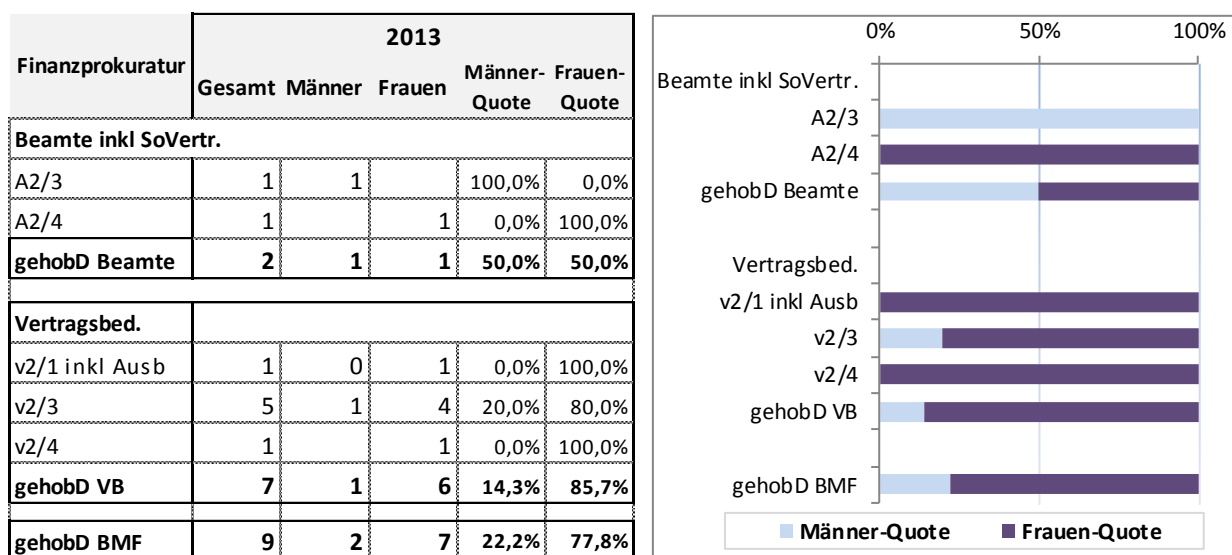 Finanzprokuratur
2013
Gesamt Männer Frauen Männer-Quote Frauen-Quote
Beamte inkl SoVertr.
A2/3 1 1 100,0% 0,0%
A2/4 1 1 0,0% 100,0%
gehobD Beamte 2 1 1 50,0% 50,0%
Vertragsbed.
v2/1 inkl Ausb 1 0 1 0,0% 100,0%
v2/3 5 1 4 20,0% 80,0%
v2/4 1 1 0,0% 100,0%
gehobD VB 7 1 6 14,3% 85,7%
gehobD BMF 9 2 7 22,2% 77,8%
0% 50% 100%
Beamte inkl SoVertr.
A2/3
A2/4
gehobD Beamte
Vertragsbed.
v2/1 inkl Ausb
v2/3
v2/4
gehobD VB
gehobD BMF
Männer-Quote Frauen-Quote